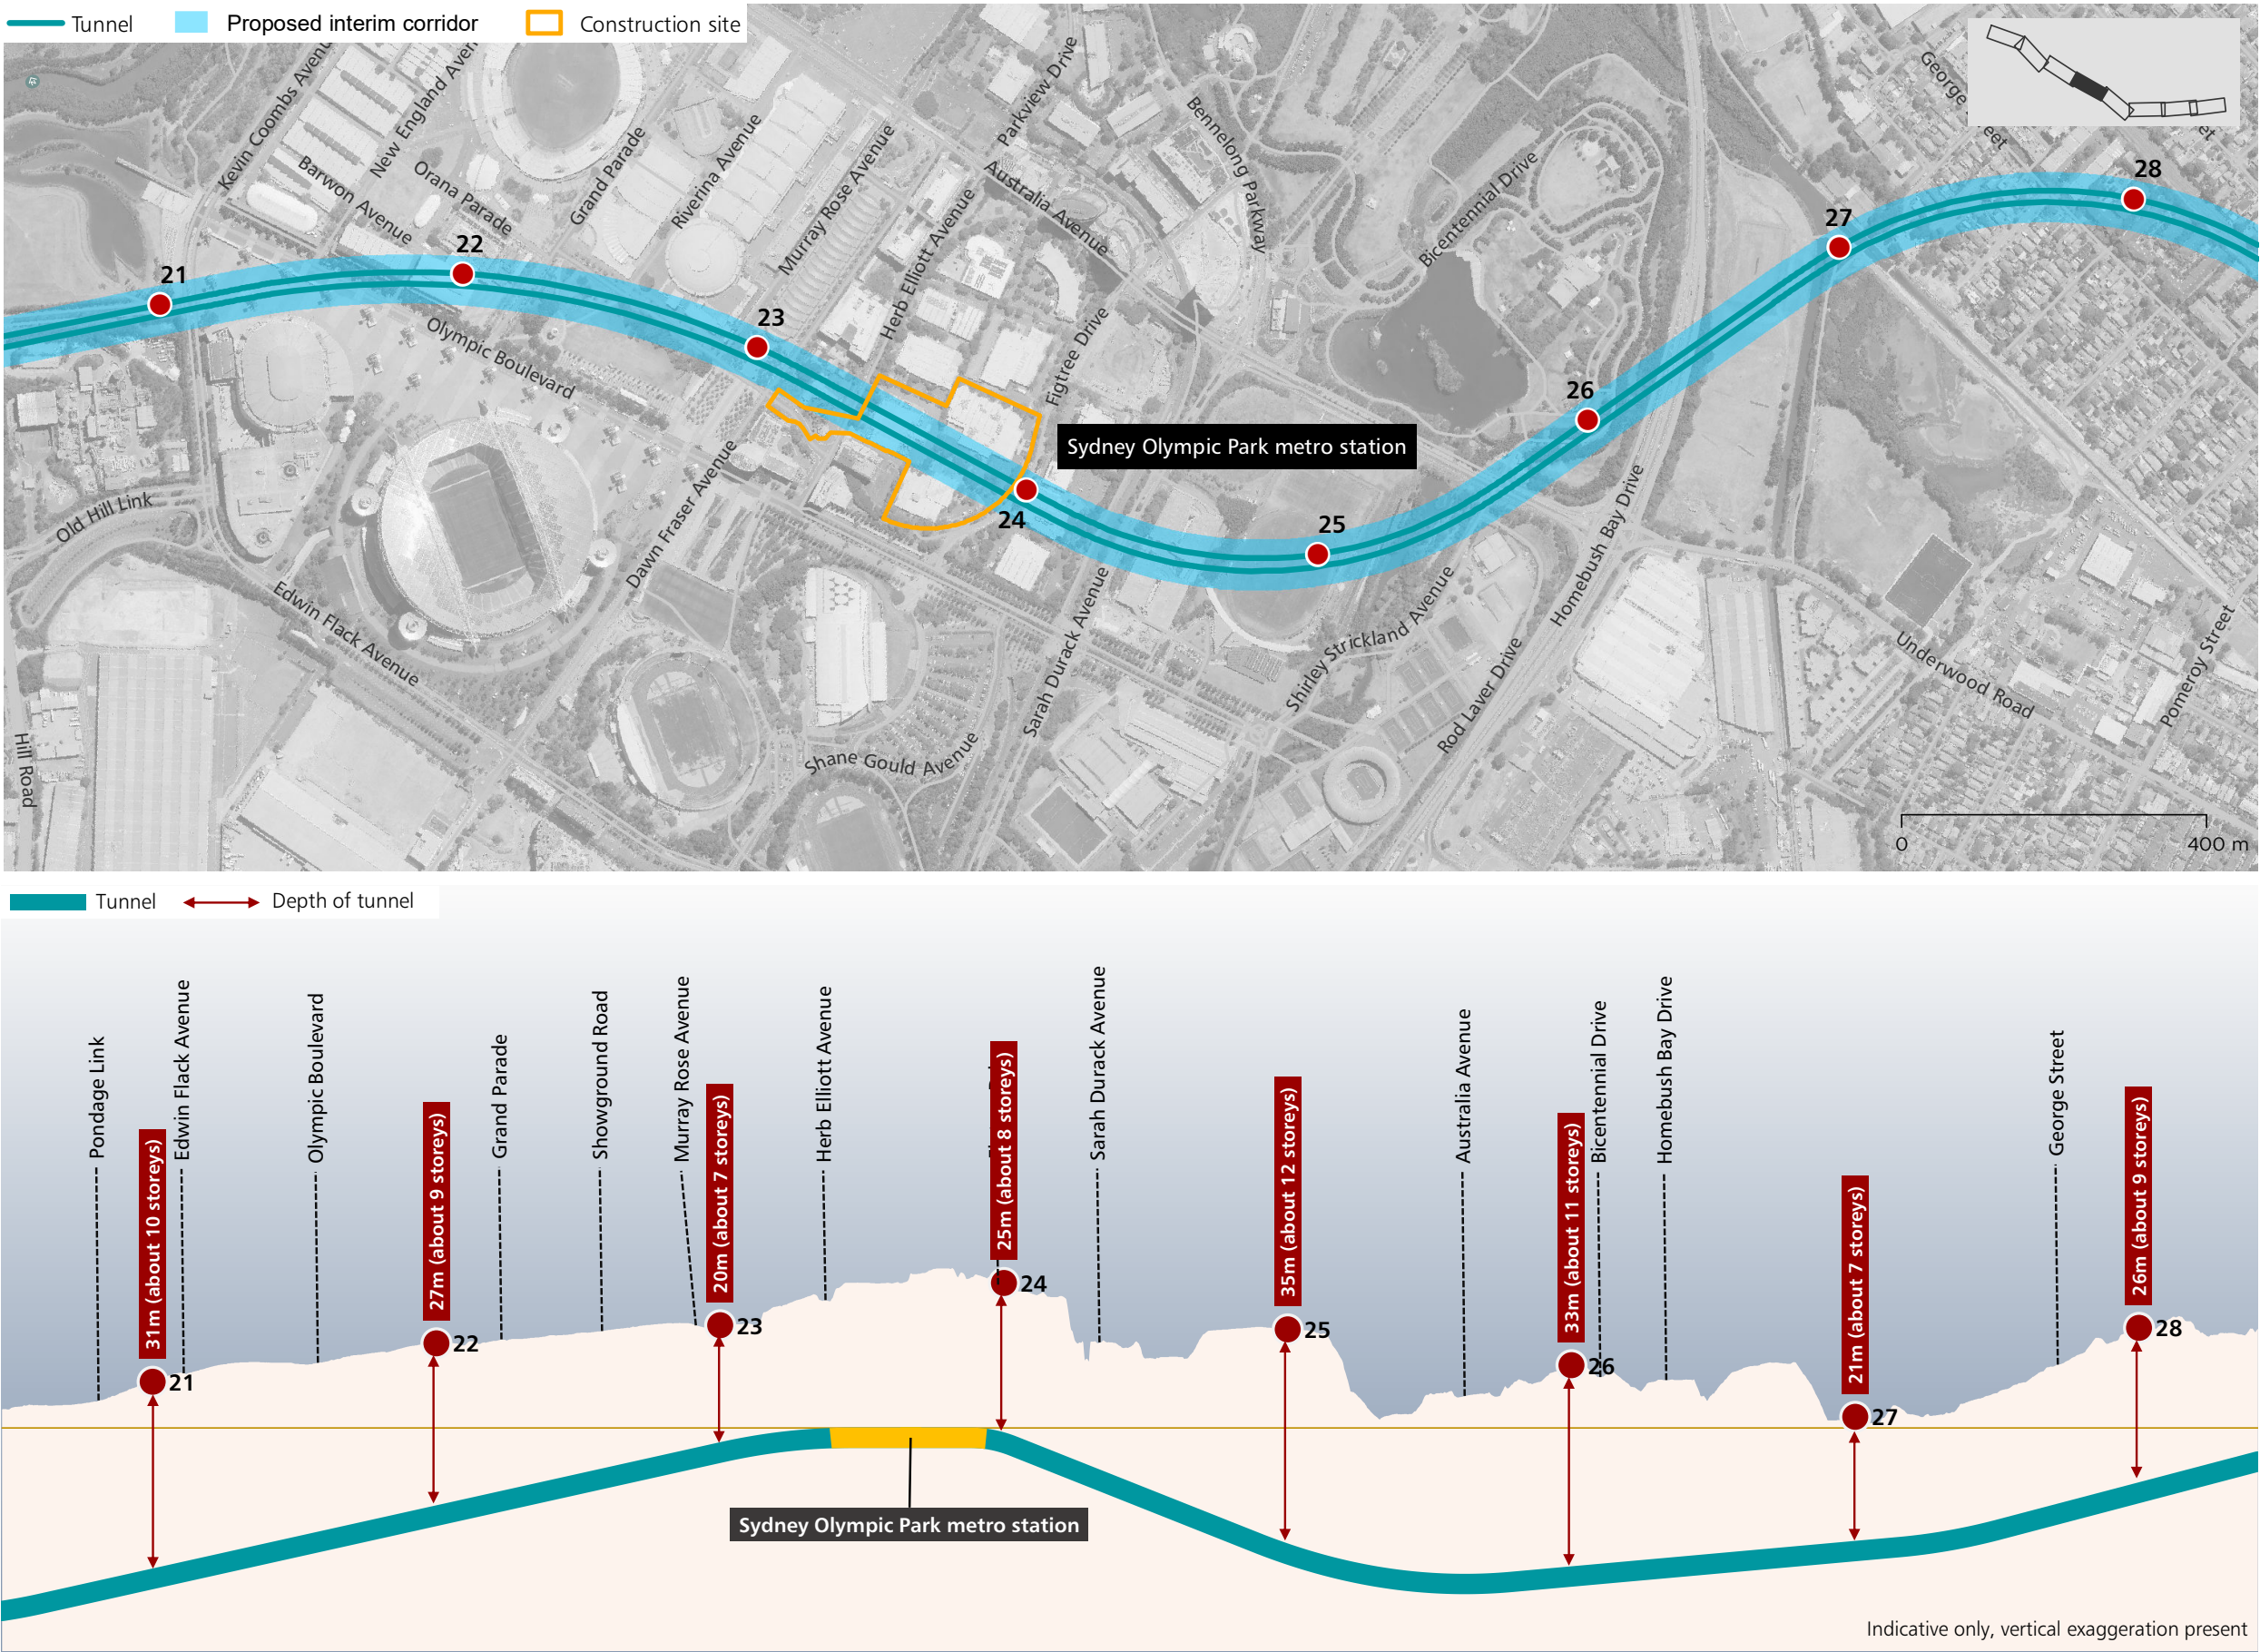 Tunnel
Proposed interim corridor
Construction site
Kevin Coombs Avenu
New England Aven
Barwon Avenue
Orana Parade
Grand Parade
Riverina Avenue
Murray Rose Avenue
Herb Elliott Avenue
Parkview Drive
Australia Avenue
Bennelong Parkway
Bicentennial Drive
George
eet
et
21
22
23
24
25
26
27
28
Olympic Boulevard
Figtree Drive
Sydney Olympic Park metro station
Old Hill Link
Dawn Fraser Avenue
Edwin Flack Avenue
Homebush Bay Drive
Sarah Durack Avenue
Shirley Strickland Avenue
Rod Laver Drive
Underwood Road
Pomeroy Street
Hill Road
Shane Gould Avenue
0
400 m
Tunnel
Depth of tunnel
Pondage Link
31m (about 10 storeys)
Edwin Flack Avenue
Olympic Boulevard
27m (about 9 storeys)
Grand Parade
Showground Road
Murray Rose Avenue
20m (about 7 storeys)
Herb Elliott Avenue
25m (about 8 storeys)
Sarah Durack Avenue
35m (about 12 storeys)
Australia Avenue
33m (about 11 storeys)
Bicentennial Drive
Homebush Bay Drive
21m (about 7 storeys)
George Street
26m (about 9 storeys)
21
22
23
24
25
26
27
28
Sydney Olympic Park metro station
Indicative only, vertical exaggeration present